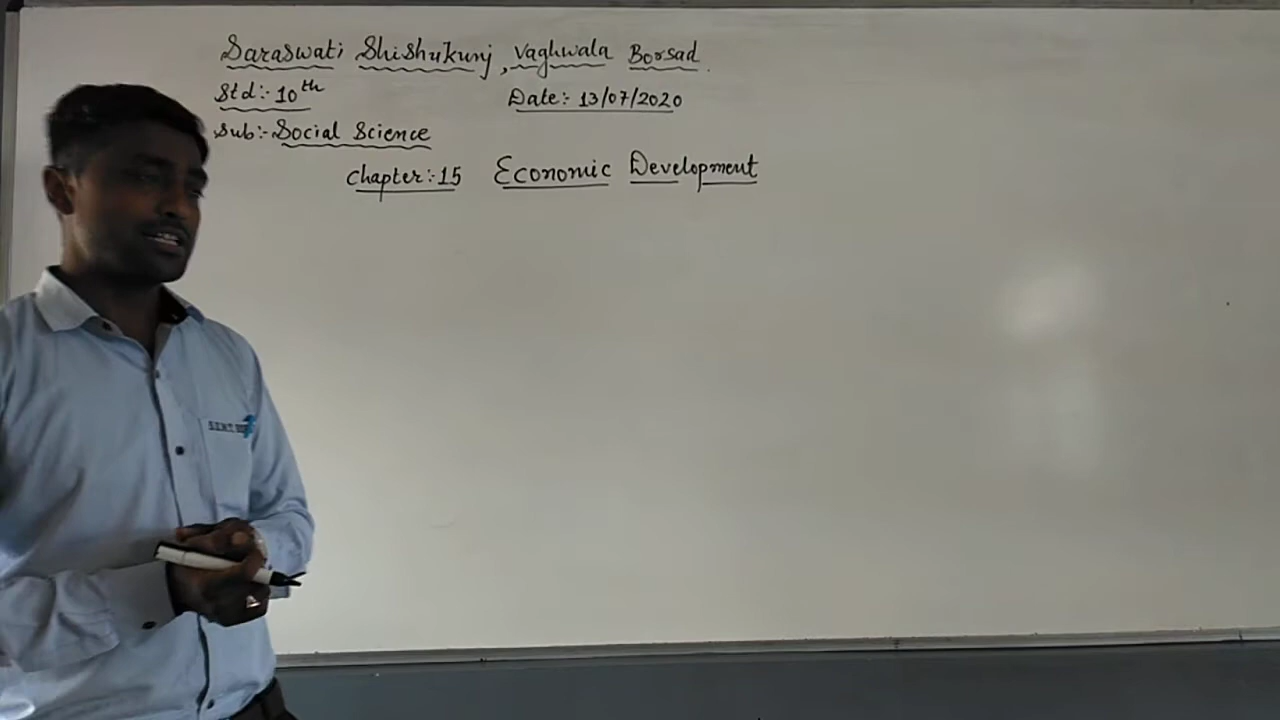 Saraswati Shishukunj, Vaghwala Borsad.
Std:- 10th
Date:- 13/07/2020
Sub:- Social Science
Chapter:-15 Economic Development